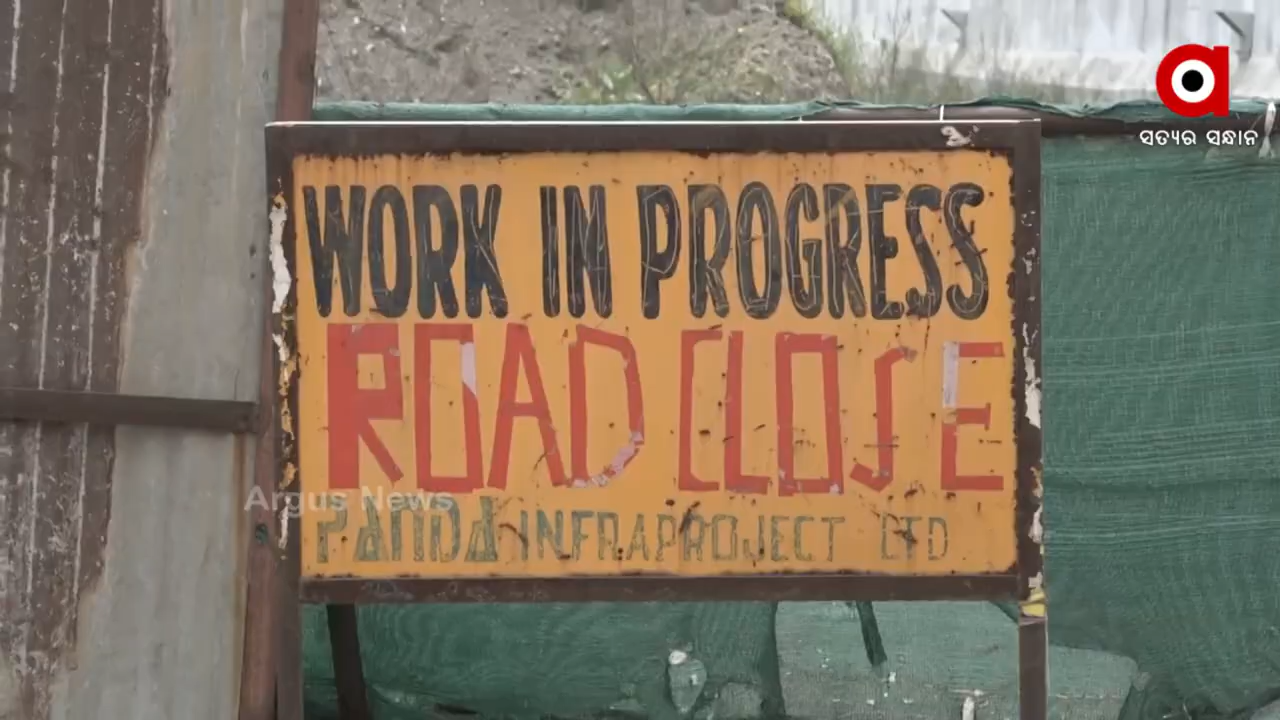 ସତ୍ୟର ସନ୍ଧାନ
WORK IN PROGRESS
ROAD CLOSE
Argus News
PANDA INFRAPROJECT LTD